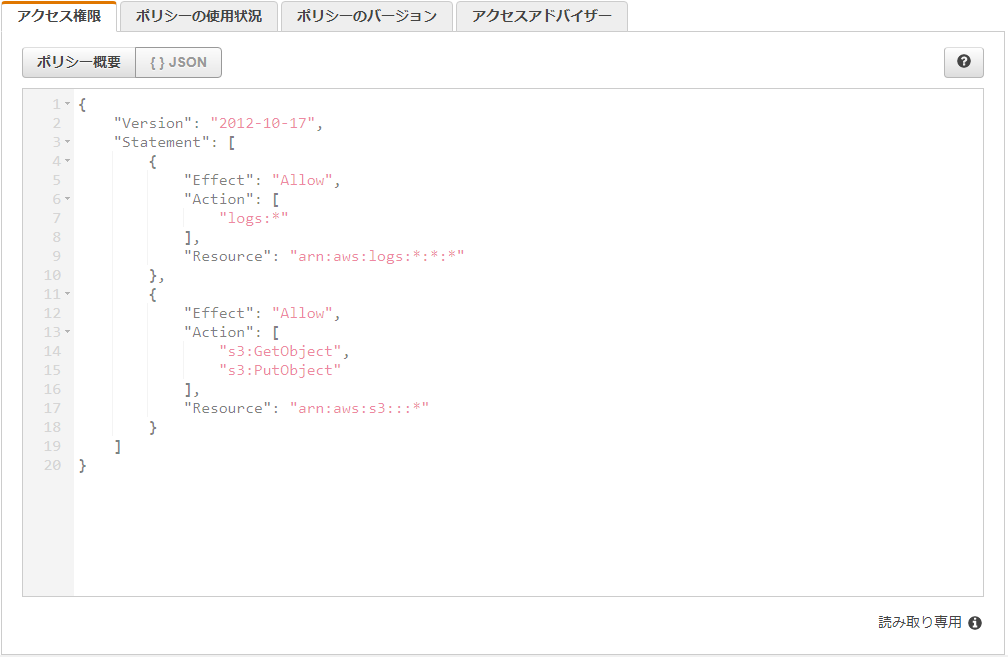 アクセス権限 ポリシーの使用状況 ポリシーのバージョン アクセスアドバイザー
ポリシー概要 { } JSON ?
1 {
2     "Version": "2012-10-17",
3     "Statement": [
4         {
5             "Effect": "Allow",
6             "Action": [
7                 "logs:*"
8             ],
9             "Resource": "arn:aws:logs:*:*:*"
10         },
11         {
12             "Effect": "Allow",
13             "Action": [
14                 "s3:GetObject",
15                 "s3:PutObject"
16             ],
17             "Resource": "arn:aws:s3:::*"
18         }
19     ]
20 }
読み取り専用